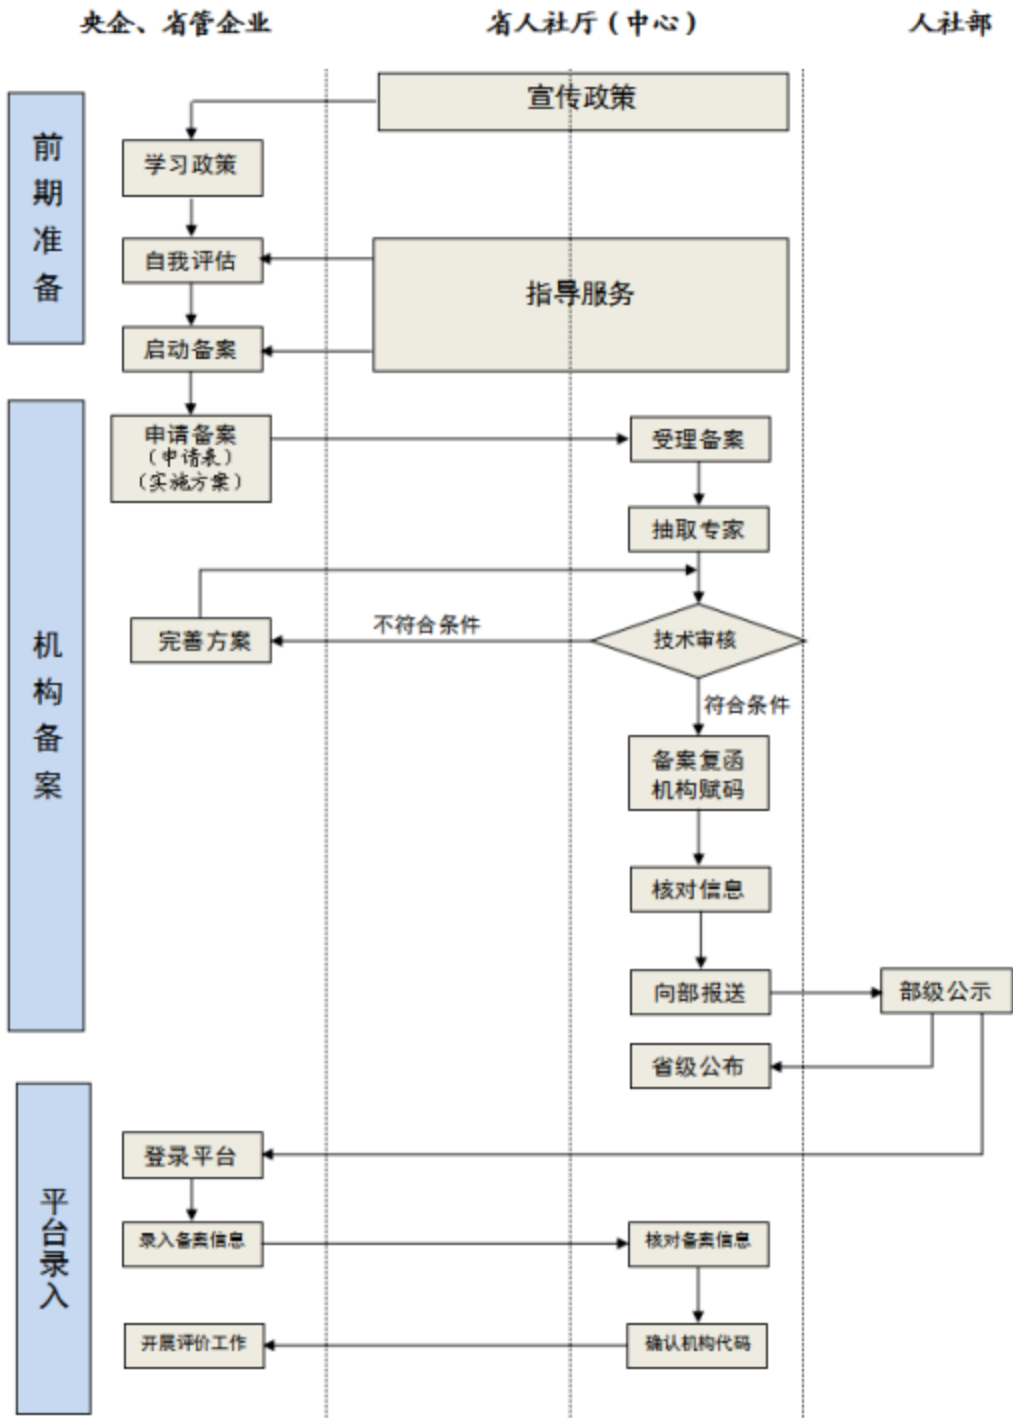 央企、省管企业
省人社厅（中心）
人社部
前期准备
宣传政策
学习政策
自我评估
指导服务
启动备案
机构备案
申请备案
（申请表）
（实施方案）
受理备案
抽取专家
完善方案
不符合条件
技术审核
符合条件
备案复函
机构赋码
核对信息
向部报送
部级公示
省级公布
平台录入
登录平台
录入备案信息
核对备案信息
开展评价工作
确认机构代码